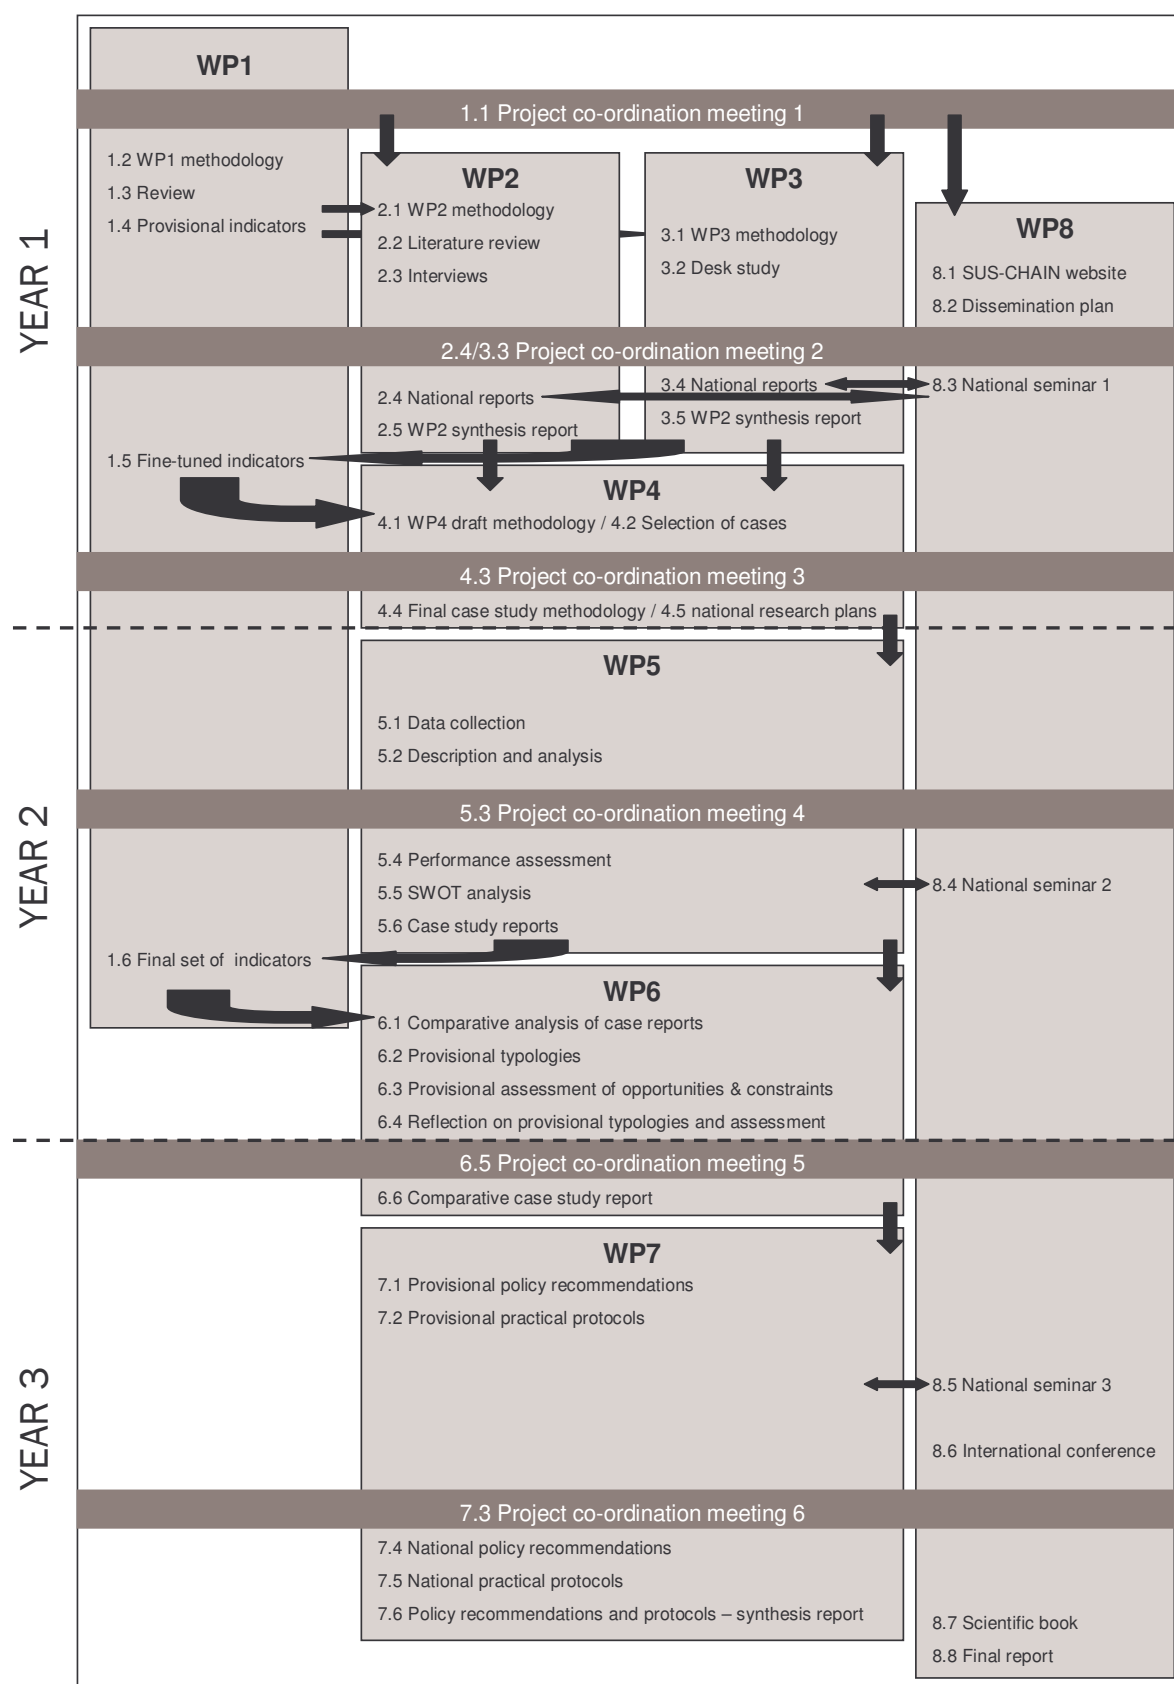 WP1
1.1 Project co-ordination meeting 1
1.2 WP1 methodology
1.3 Review
1.4 Provisional indicators
WP2
2.1 WP2 methodology
2.2 Literature review
2.3 Interviews
WP3
3.1 WP3 methodology
3.2 Desk study
WP8
8.1 SUS-CHAIN website
8.2 Dissemination plan
YEAR 1
2.4/3.3 Project co-ordination meeting 2
2.4 National reports
2.5 WP2 synthesis report
3.4 National reports
3.5 WP2 synthesis report
8.3 National seminar 1
1.5 Fine-tuned indicators
WP4
4.1 WP4 draft methodology / 4.2 Selection of cases
4.3 Project co-ordination meeting 3
4.4 Final case study methodology / 4.5 national research plans
WP5
5.1 Data collection
5.2 Description and analysis
YEAR 2
5.3 Project co-ordination meeting 4
5.4 Performance assessment
5.5 SWOT analysis
5.6 Case study reports
8.4 National seminar 2
1.6 Final set of  indicators
WP6
6.1 Comparative analysis of case reports
6.2 Provisional typologies
6.3 Provisional assessment of opportunities & constraints
6.4 Reflection on provisional typologies and assessment
6.5 Project co-ordination meeting 5
6.6 Comparative case study report
WP7
7.1 Provisional policy recommendations
7.2 Provisional practical protocols
YEAR 3
8.5 National seminar 3
8.6 International conference
7.3 Project co-ordination meeting 6
7.4 National policy recommendations
7.5 National practical protocols
7.6 Policy recommendations and protocols – synthesis report
8.7 Scientific book
8.8 Final report